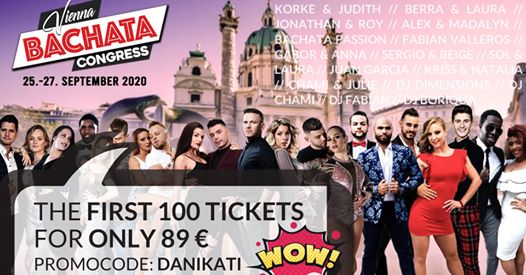 Vienna
BACHATA
CONGRESS
25.-27. SEPTEMBER 2020
KORKE & JUDITH // BERRA & LAURA //
JONATHAN & ROY // ALEX & MADALYN //
BACHATA PASSION // FABIAN VALLEROS //
GABOR & ANNA // SERGIO & BEIGE // SOL &
LAURA // JUAN GARCIA // KRISS & NATALIA
// CHAMI & JULIE // DJ DIMENSIONS // DJ
CHAMI // DJ FABIAN // DJ BORIQUA
THE FIRST 100 TICKETS
FOR ONLY 89 €
PROMOCODE: DANIKATI
WOW!